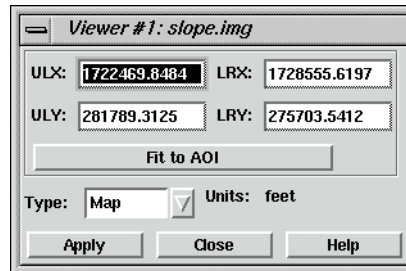 Viewer #1: slope.img
ULX: 1722469.8484 LRX: 1728555.6197
ULY: 281789.3125 LRY: 275703.5412
Fit to AOI
Type: Map Units: feet
Apply Close Help